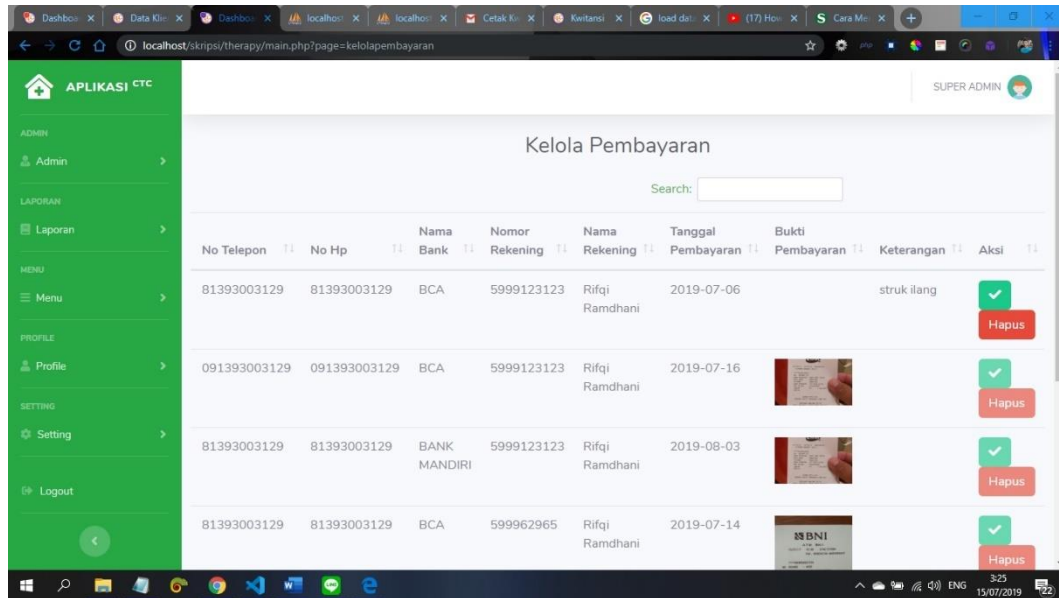 Dashboa
Data Klie
Dashboa
localhos
localhos
Cetak Kw
Kwitansi
load data
(17) How
Cara Me
localhost/skripsi/therapy/main.php?page=kelolapembayaran
APLIKASI CTC
SUPER ADMIN
ADMIN
Admin
LAPORAN
Laporan
MENU
Menu
PROFILE
Profile
SETTING
Setting
Logout
Kelola Pembayaran
Search:
No Telepon No Hp Nama Bank Nomor Rekening Nama Rekening Tanggal Pembayaran Bukti Pembayaran Keterangan Aksi
81393003129 81393003129 BCA 5999123123 Rifqi Ramdhani 2019-07-06 struk ilang Hapus
091393003129 091393003129 BCA 5999123123 Rifqi Ramdhani 2019-07-16 Hapus
81393003129 81393003129 BANK MANDIRI 5999123123 Rifqi Ramdhani 2019-08-03 Hapus
81393003129 81393003129 BCA 599962965 Rifqi Ramdhani 2019-07-14 BNI Hapus
ENG
3:25
15/07/2019
22